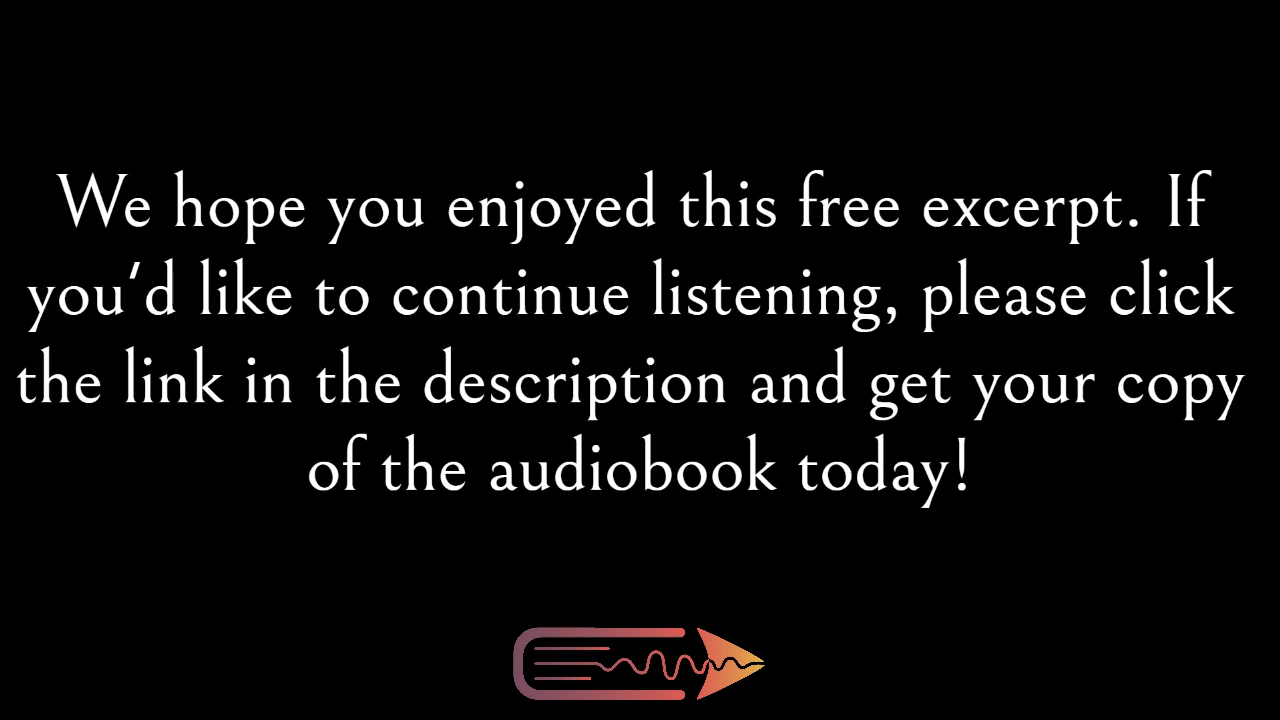 We hope you enjoyed this free excerpt. If
you'd like to continue listening, please click
the link in the description and get your copy
of the audiobook today!